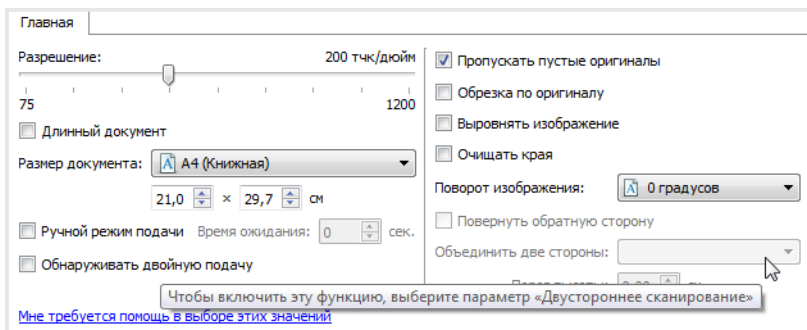 Главная
Разрешение: 200 тчк/дюйм
75 1200
Длинный документ
Размер документа: A4 (Книжная)
21,0 × 29,7 см
Ручной режим подачи Время ожидания: 0 сек.
Обнаруживать двойную подачу
Мне требуется помощь в выборе этих значений
Пропускать пустые оригиналы
Обрезка по оригиналу
Выровнять изображение
Очищать края
Поворот изображения: 0 градусов
Повернуть обратную сторону
Объединить две стороны:
Чтобы включить эту функцию, выберите параметр «Двустороннее сканирование»